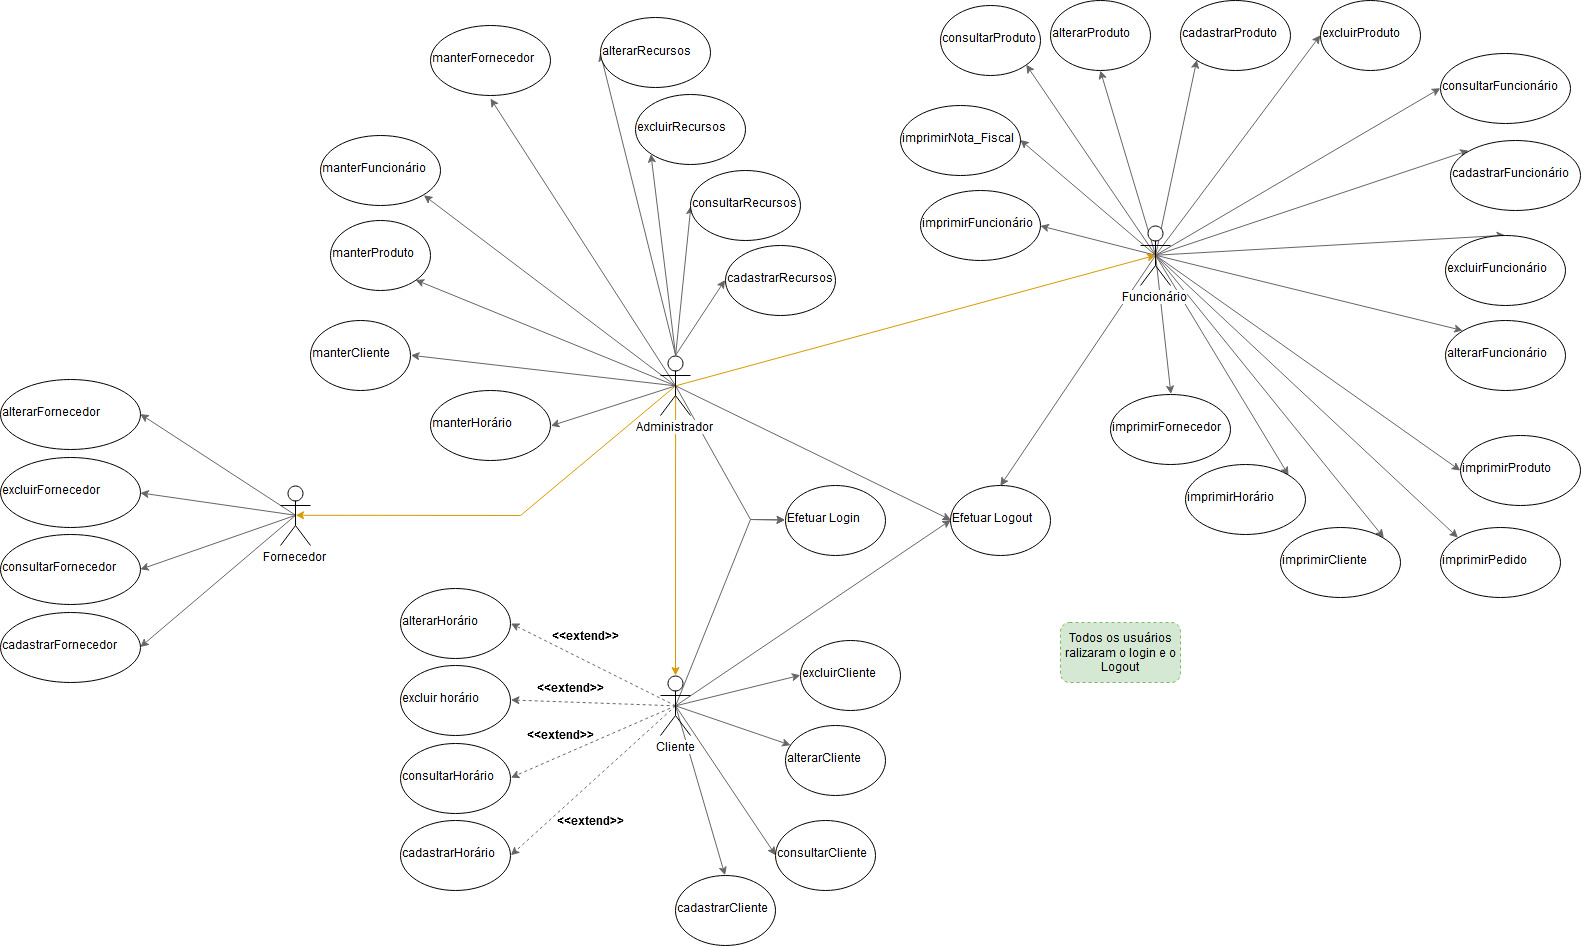 manterFornecedor
alterarRecursos
consultarProduto
alterarProduto
cadastrarProduto
excluirProduto
consultarFuncionário
excluirRecursos
imprimirNota_Fiscal
manterFuncionário
cadastrarFuncionário
consultarRecursos
imprimirFuncionário
manterProduto
cadastrarRecursos
excluirFuncionário
Funcionário
manterCliente
alterarFuncionário
alterarFornecedor
manterHorário
Administrador
imprimirFornecedor
imprimirProduto
excluirFornecedor
imprimirHorário
Efetuar Login
Efetuar Logout
Fornecedor
consultarFornecedor
imprimirCliente
imprimirPedido
alterarHorário
<<extend>>
Todos os usuários
ralizaram o login e o
Logout
cadastrarFornecedor
excluirCliente
<<extend>>
excluir horário
<<extend>>
Cliente
alterarCliente
consultarHorário
<<extend>>
cadastrarHorário
consultarCliente
cadastrarCliente